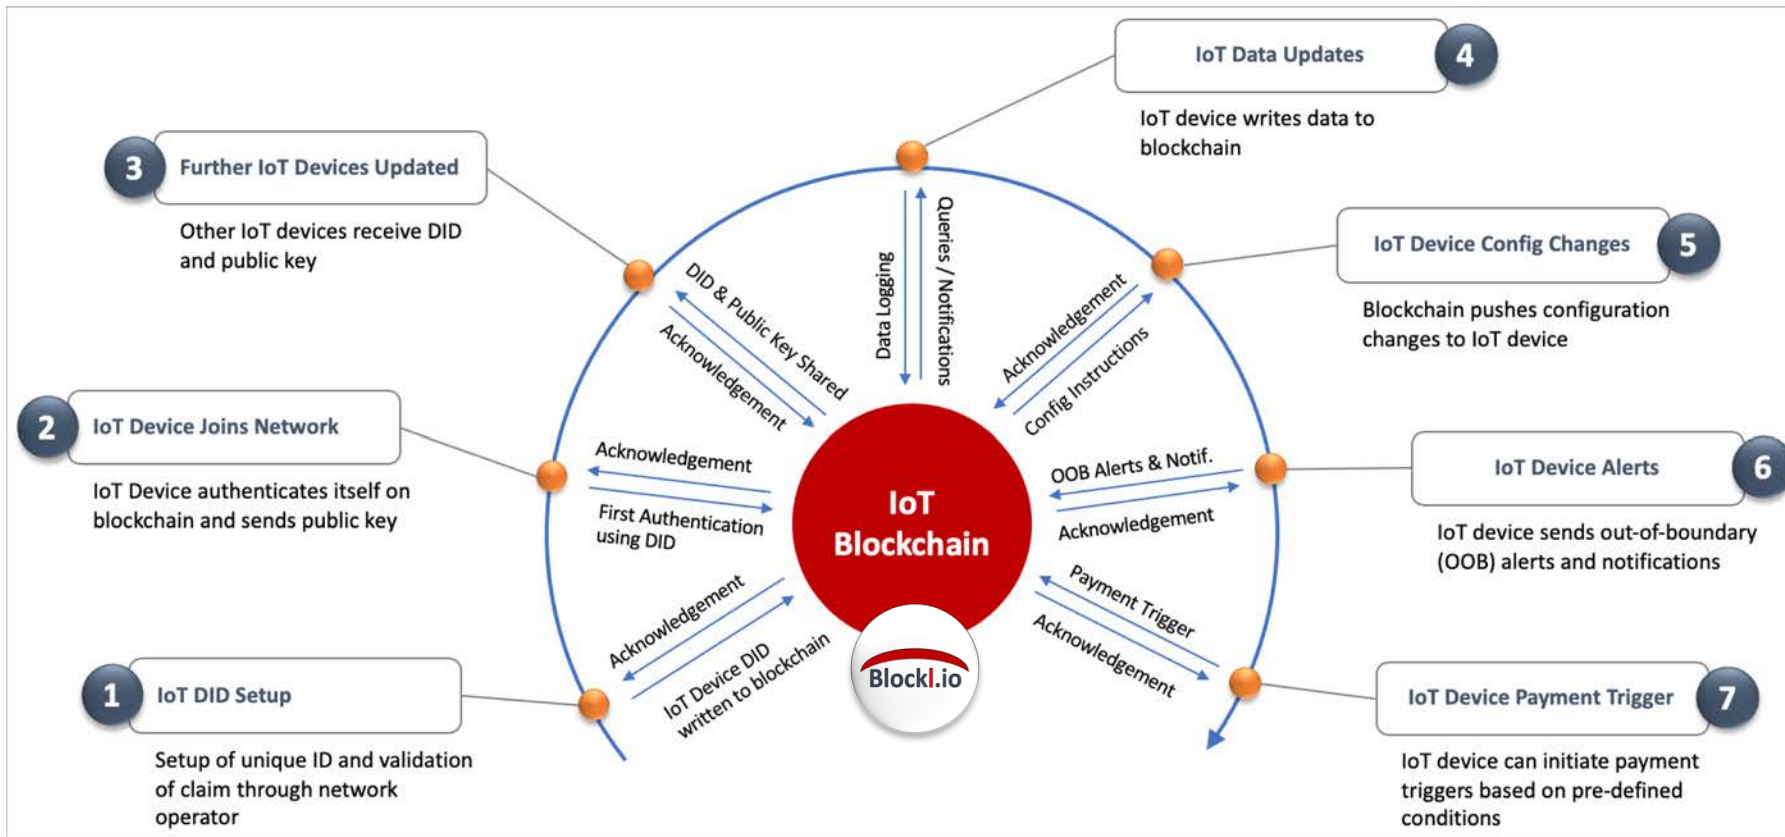 4
IoT Data Updates
IoT device writes data to
blockchain
3
Further IoT Devices Updated
Other IoT devices receive DID
and public key
5
IoT Device Config Changes
Blockchain pushes configuration
changes to IoT device
2
IoT Device Joins Network
IoT Device authenticates itself on
blockchain and sends public key
6
IoT Device Alerts
IoT device sends out-of-boundary
(OOB) alerts and notifications
1
IoT DID Setup
Setup of unique ID and validation
of claim through network
operator
7
IoT Device Payment Trigger
IoT device can initiate payment
triggers based on pre-defined
conditions
Acknowledgement
IoT Device DID
written to blockchain
Acknowledgement
First Authentication
using DID
DID & Public Key Shared
Acknowledgement
Data Logging
Queries / Notifications
Acknowledgement
Config Instructions
OOB Alerts & Notif.
Acknowledgement
Payment Trigger
Acknowledgement
IoT
Blockchain
BlockI.io